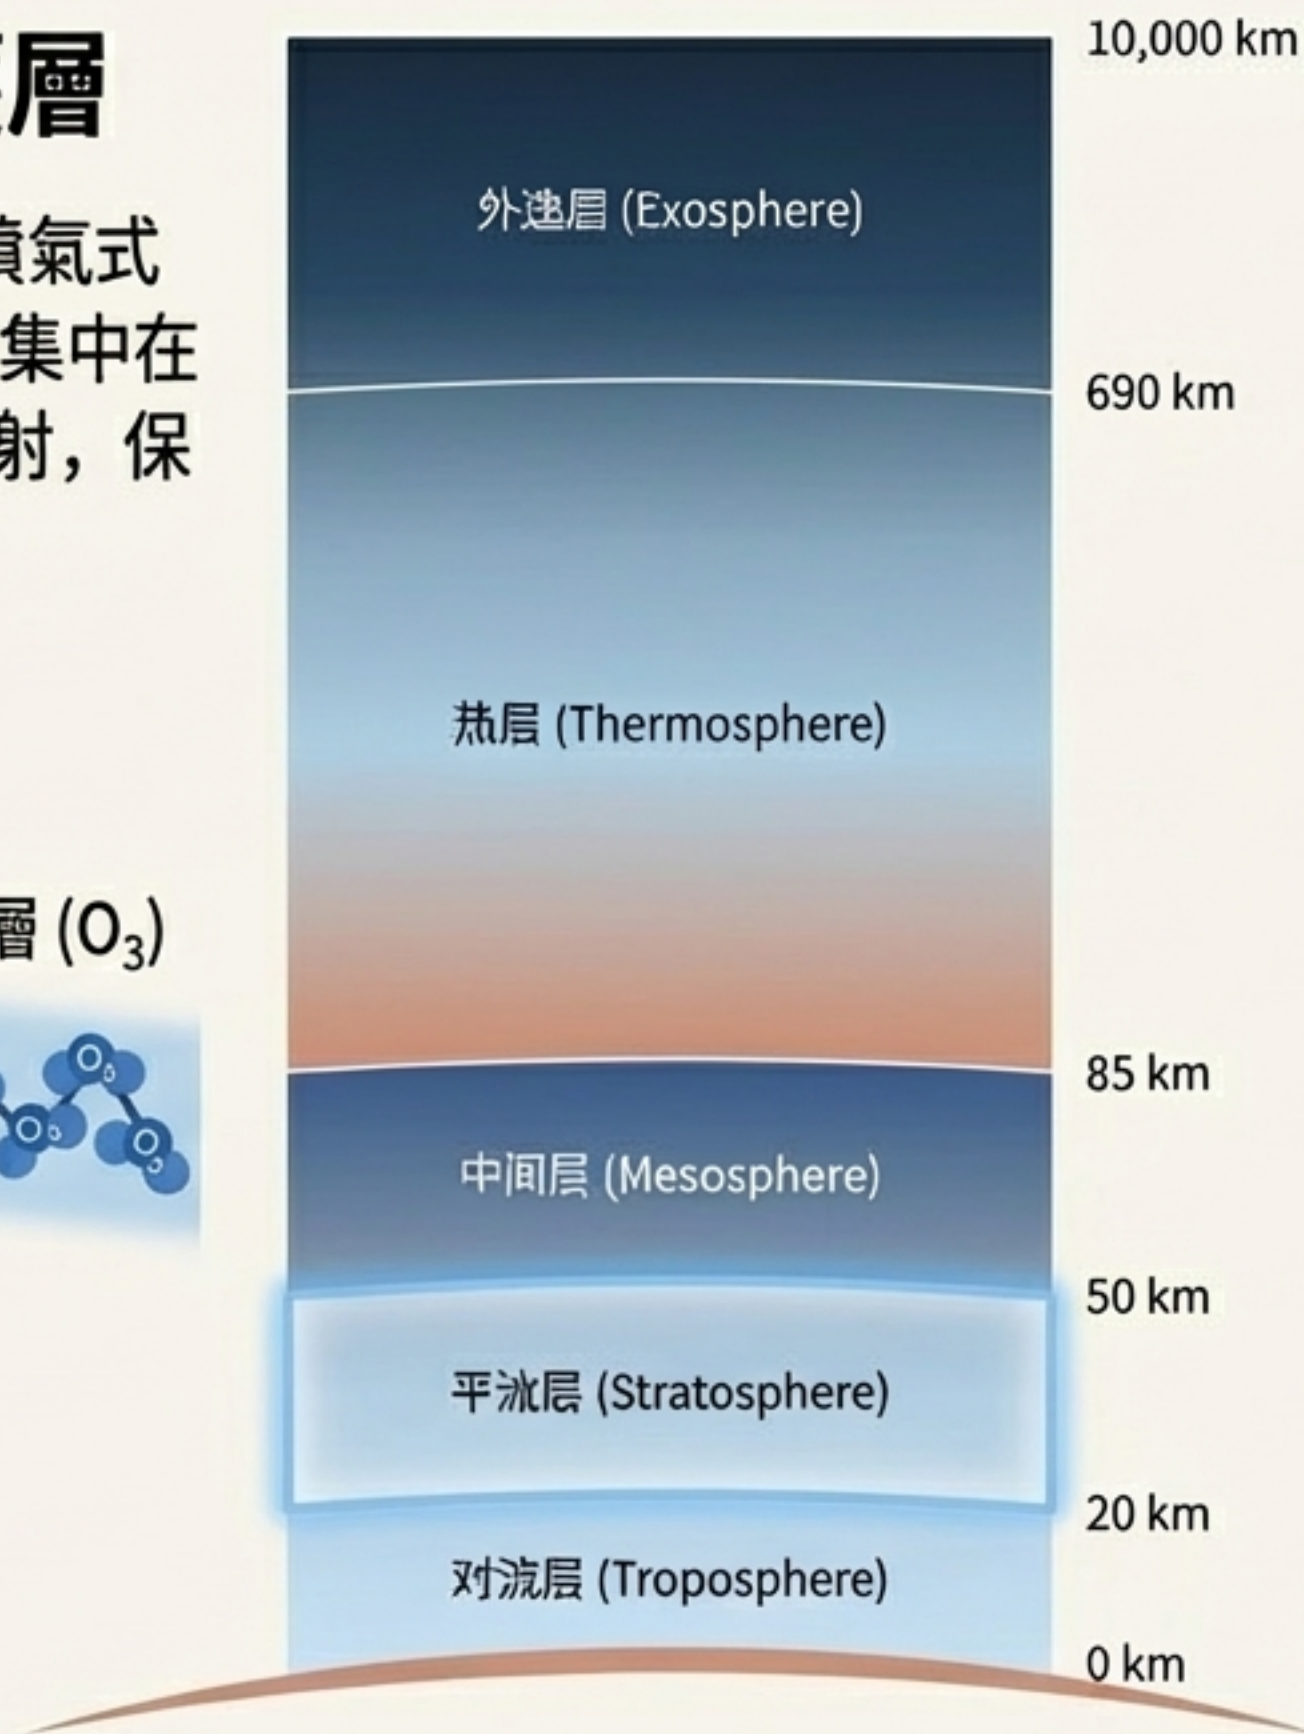 層
噴氣式
集中在
射，保
層 (O₃)
10,000 km
外逸层 (Exosphere)
690 km
热层 (Thermosphere)
85 km
中间层 (Mesosphere)
50 km
平流层 (Stratosphere)
20 km
对流层 (Troposphere)
0 km